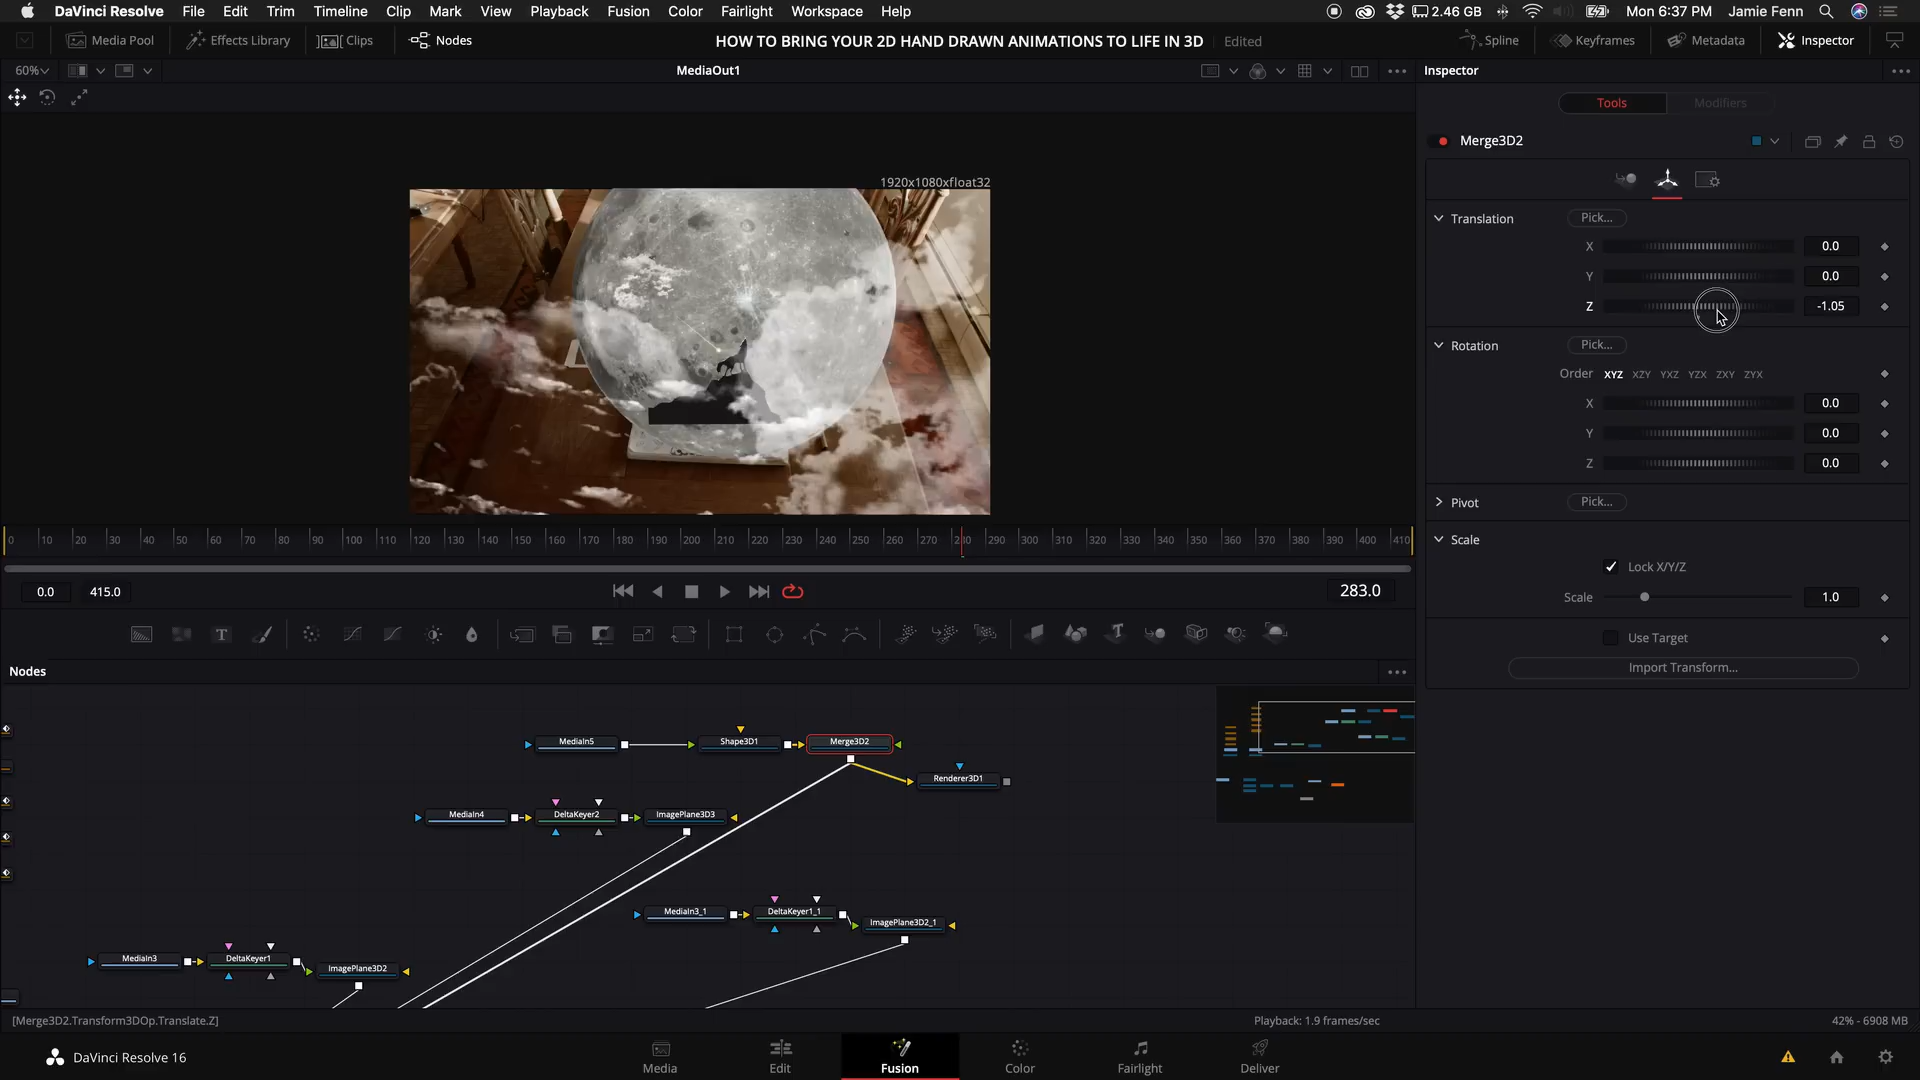 DaVinci Resolve File Edit Trim Timeline Clip Mark View Playback Fusion Color Fairlight Workspace Help 2.46 GB Mon 6:37 PM Jamie Fenn
Media Pool Effects Library Clips Nodes HOW TO BRING YOUR 2D HAND DRAWN ANIMATIONS TO LIFE IN 3D Edited Spline Keyframes Metadata Inspector
60% MediaOut1 Inspector
Tools Modifiers
Merge3D2
1920x1080xfloat32
Translation Pick...
X 0.0
Y 0.0
Z -1.05
Rotation Pick...
Order XYZ XZY YXZ YZX ZXY ZYX
X 0.0
Y 0.0
Z 0.0
Pivot Pick...
Scale
Lock X/Y/Z
Scale 1.0
Use Target
Import Transform...
0 10 20 30 40 50 60 70 80 90 100 110 120 130 140 150 160 170 180 190 200 210 220 230 240 250 260 270 280 290 300 310 320 330 340 350 360 370 380 390 400 410
0.0 415.0 283.0
T
Nodes
MediaIn5 Shape3D1 Merge3D2
Renderer3D1
MediaIn4 DeltaKeyer2 ImagePlane3D3
MediaIn3_1 DeltaKeyer1_1 ImagePlane3D2_1
MediaIn3 DeltaKeyer1 ImagePlane3D2
[Merge3D2.Transform3DOp.Translate.Z] Playback: 1.9 frames/sec 42% - 6908 MB
DaVinci Resolve 16 Media Edit Fusion Color Fairlight Deliver